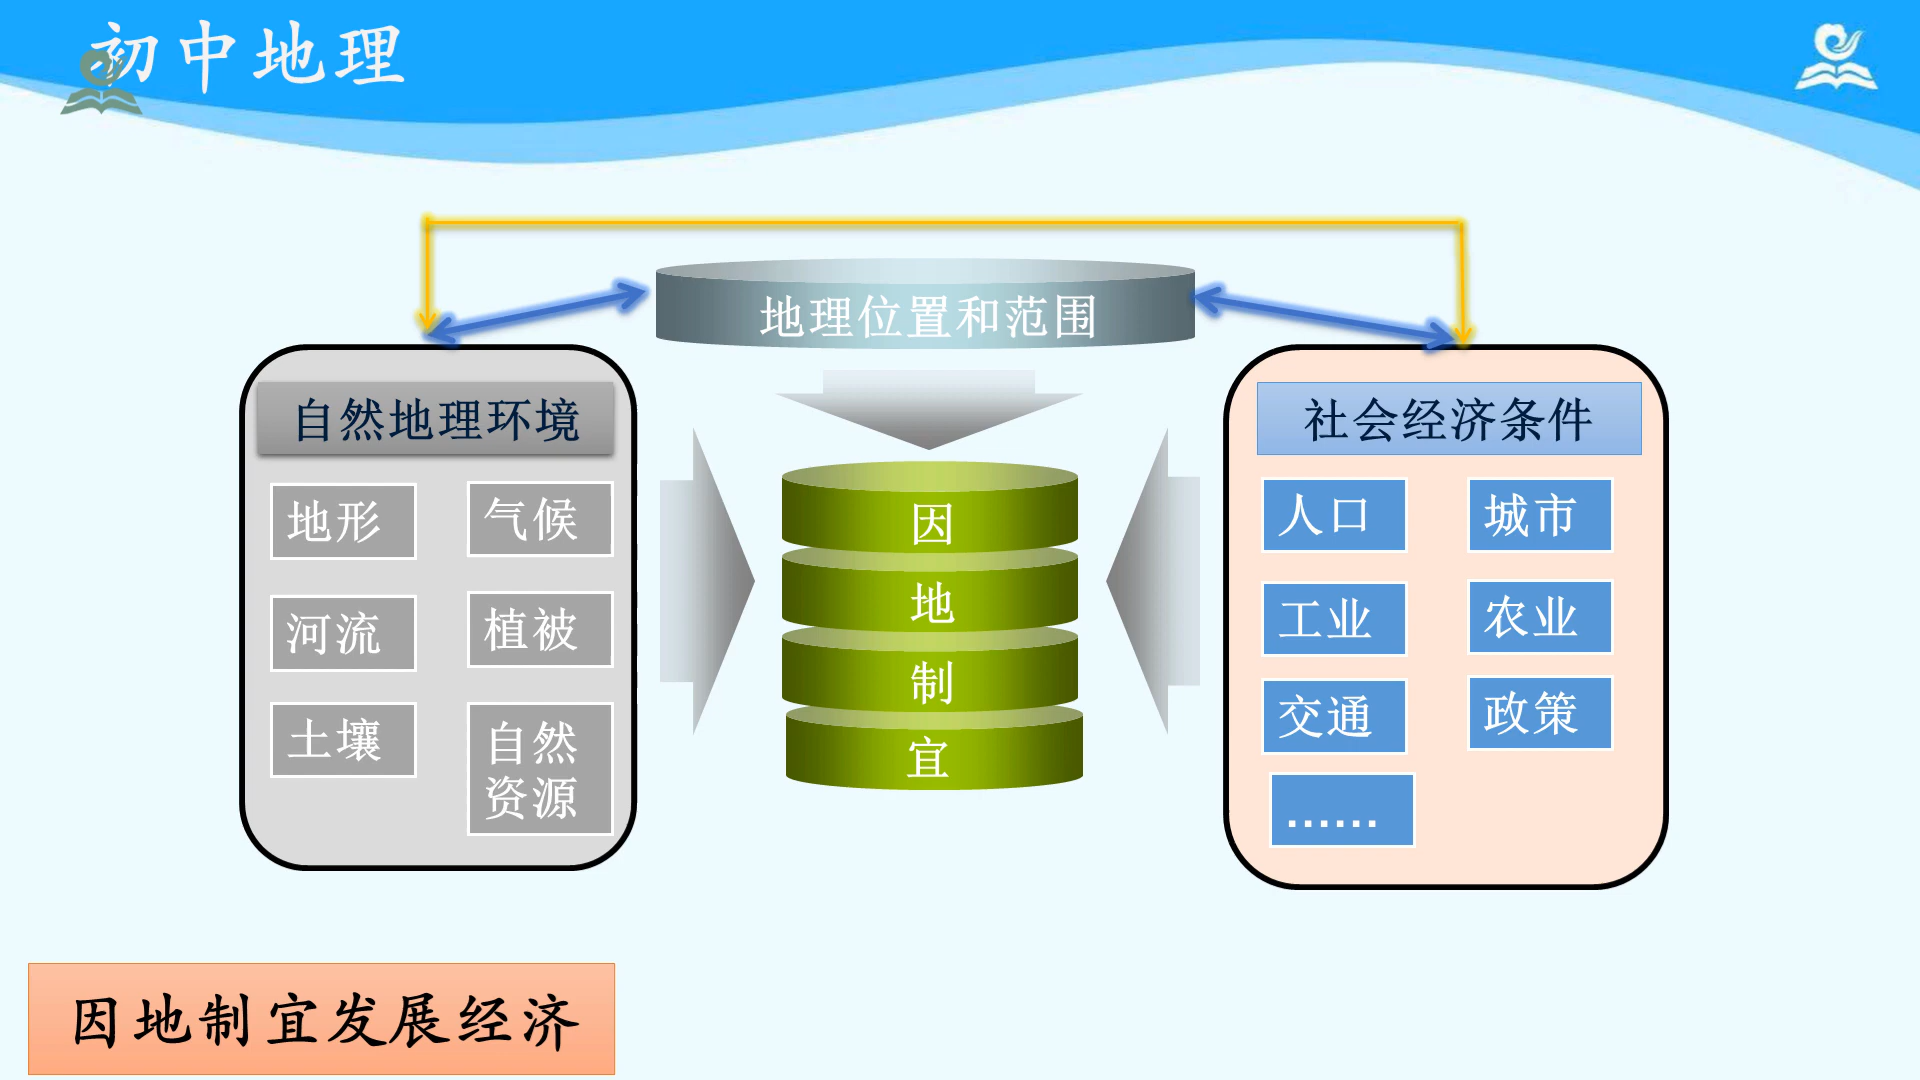 初中地理
地理位置和范围
自然地理环境
地形
气候
河流
植被
土壤
自然
资源
因
地
制
宜
社会经济条件
人口
城市
工业
农业
交通
政策
……
因地制宜发展经济